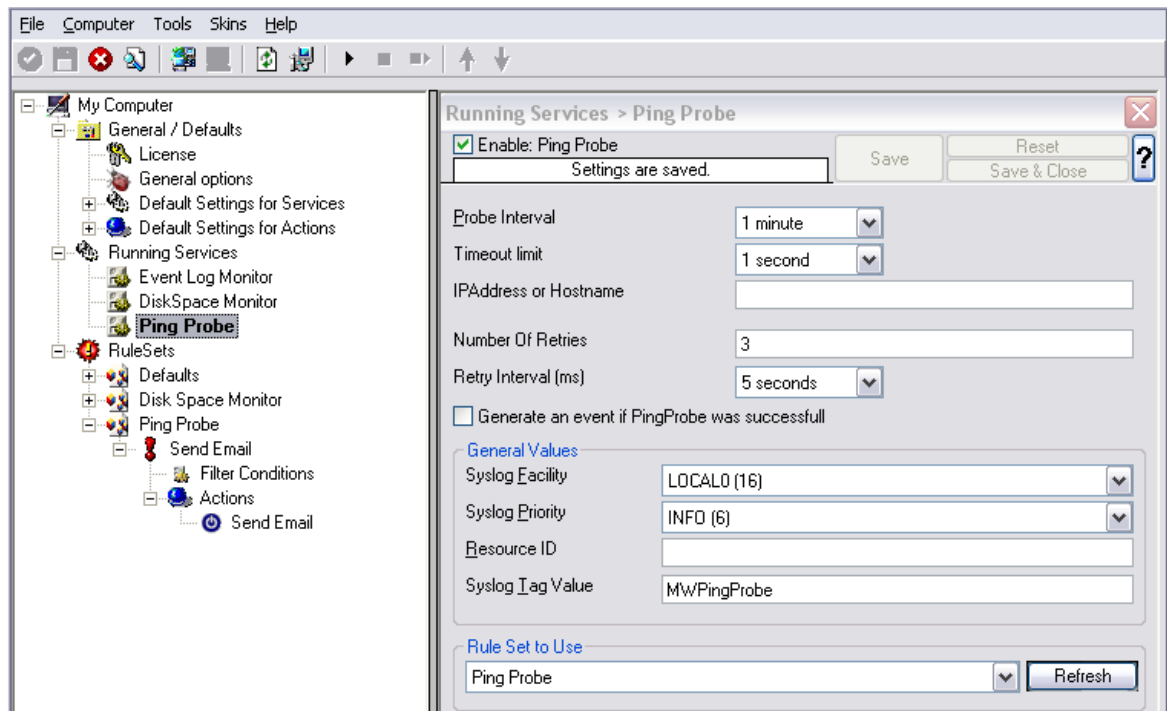 File Computer Tools Skins Help
My Computer
General / Defaults
License
General options
Default Settings for Services
Default Settings for Actions
Running Services
Event Log Monitor
DiskSpace Monitor
Ping Probe
RuleSets
Defaults
Disk Space Monitor
Ping Probe
Send Email
Filter Conditions
Actions
Send Email
Running Services > Ping Probe
Enable: Ping Probe
Settings are saved.
Save
Reset
Save & Close
?
Probe Interval 1 minute
Timeout limit 1 second
IPAddress or Hostname
Number Of Retries 3
Retry Interval (ms) 5 seconds
Generate an event if PingProbe was successfull
General Values
Syslog Facility LOCAL0 (16)
Syslog Priority INFO (6)
Resource ID
Syslog Tag Value MWPingProbe
Rule Set to Use
Ping Probe Refresh